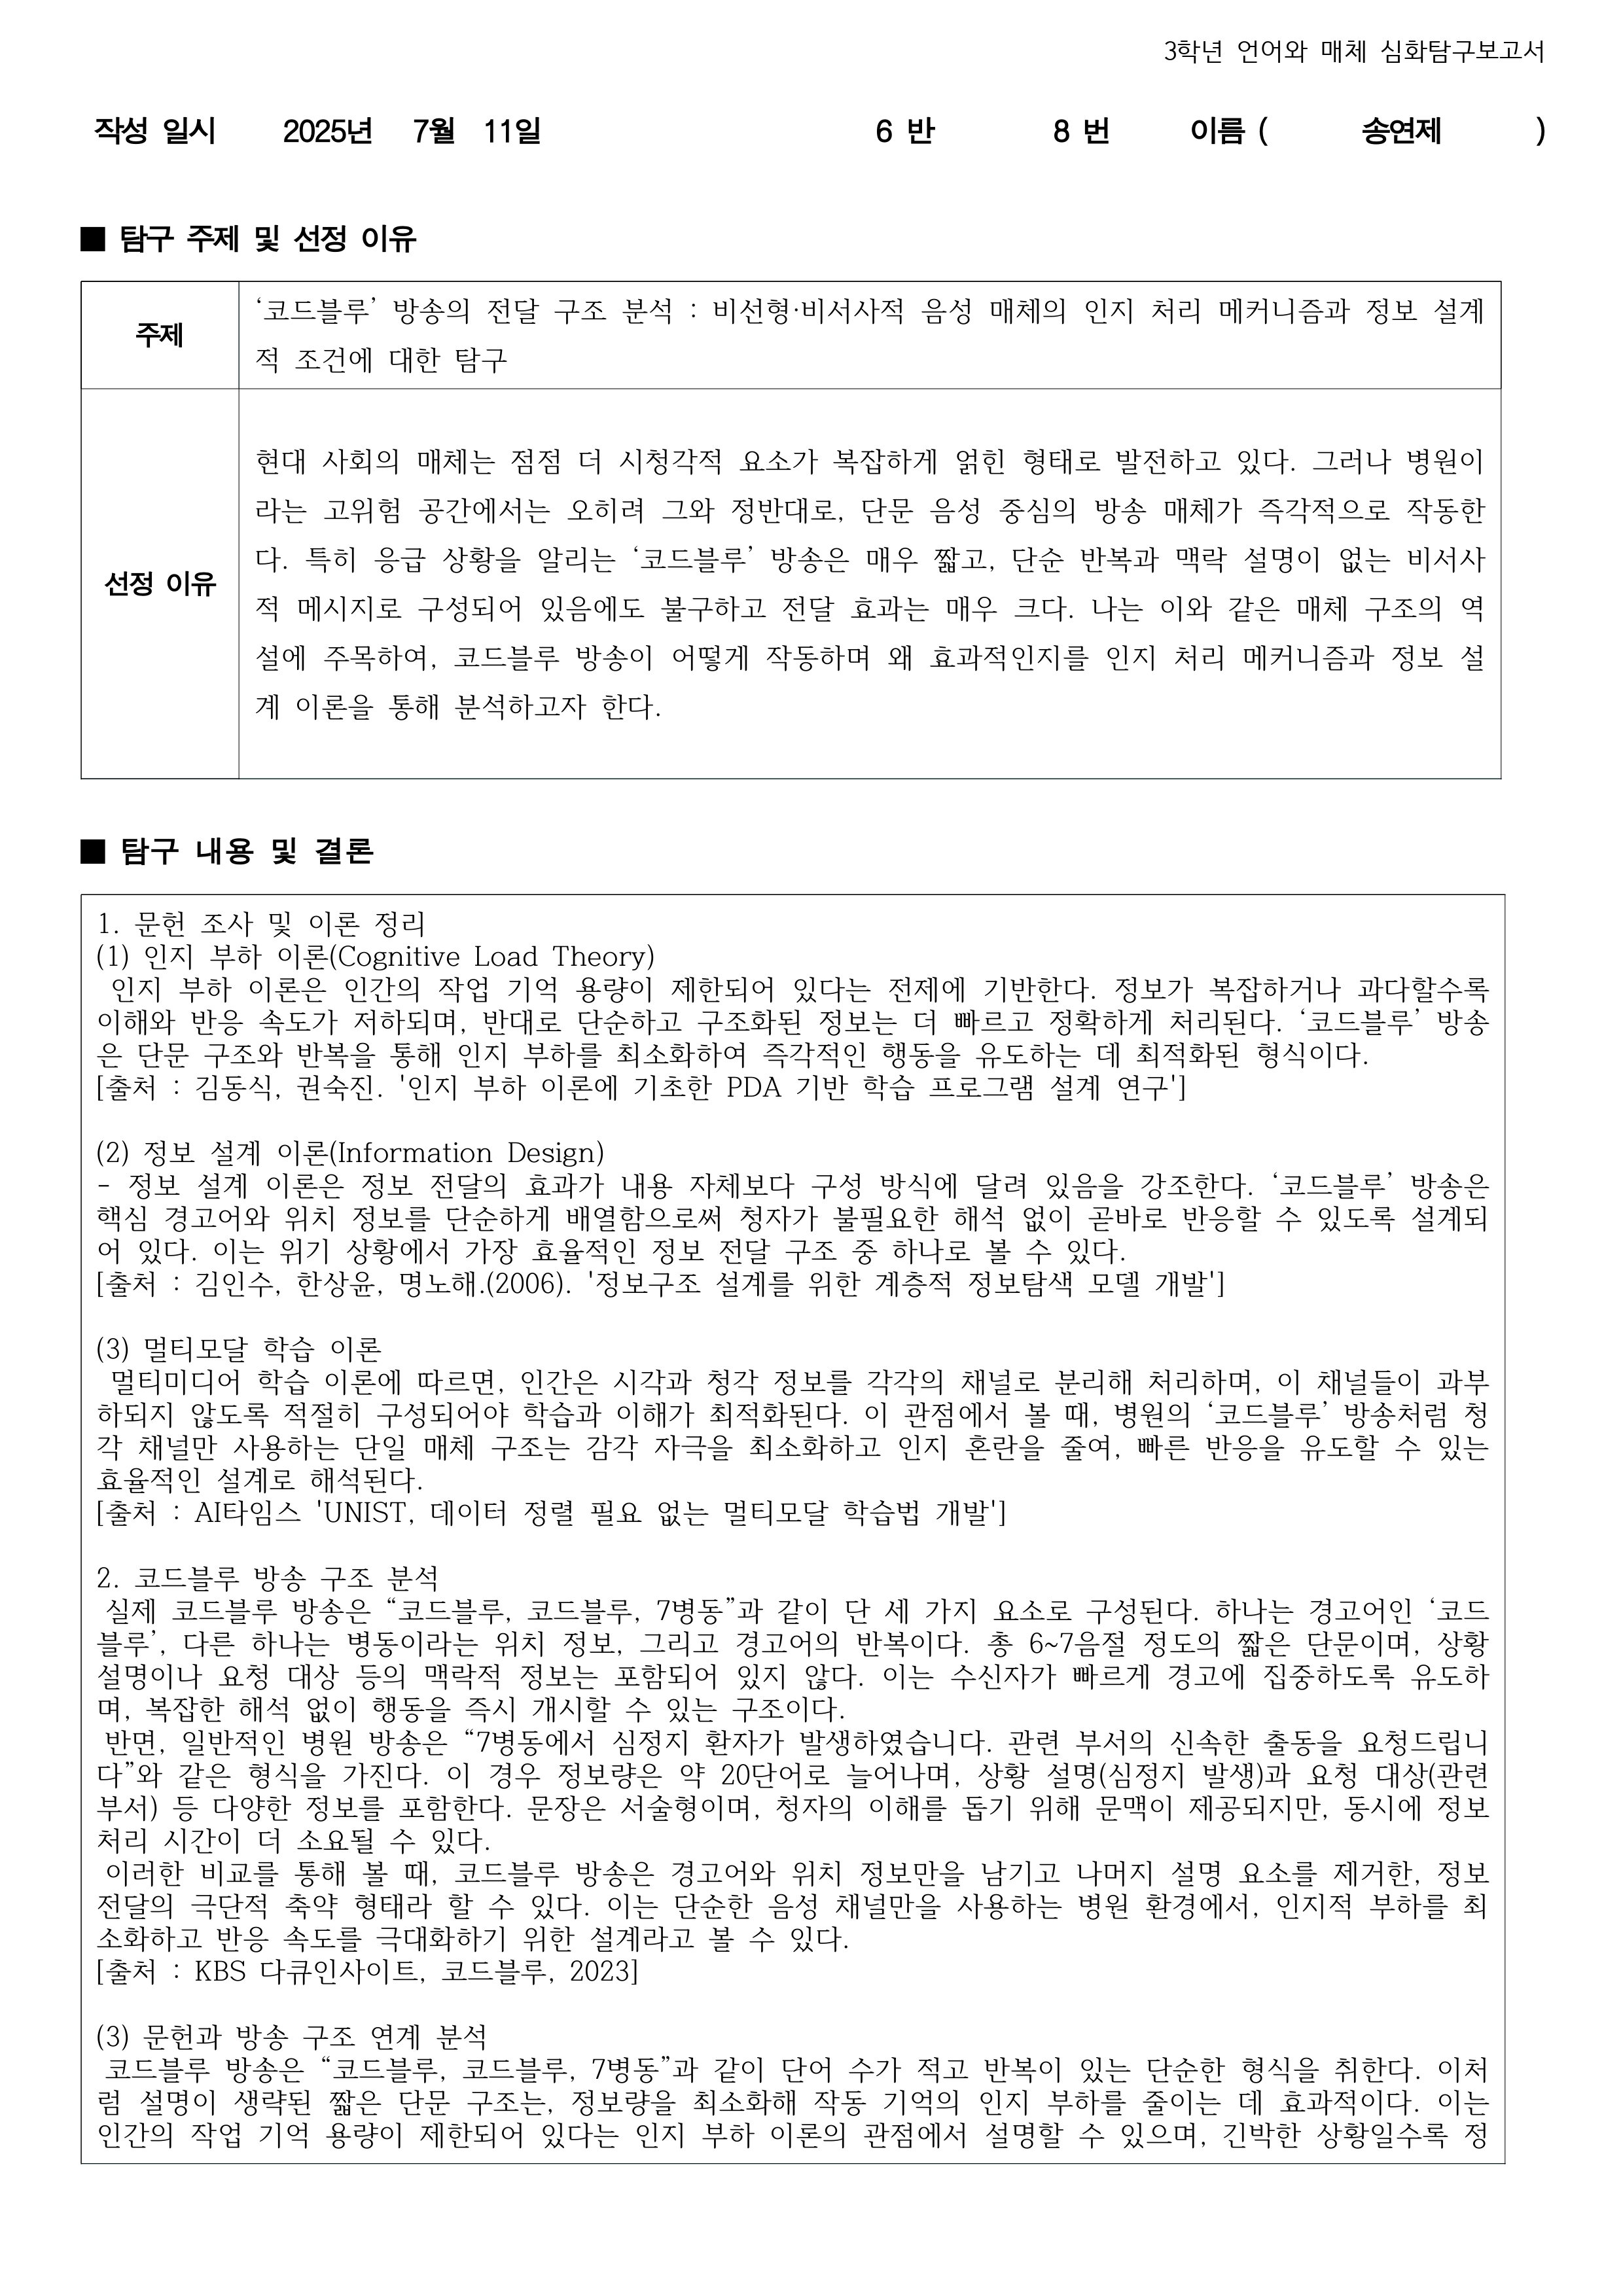 3학년 언어와 매체 심화탐구보고서
작성 일시 2025년 7월 11일 6 반 8 번 이름 ( 송연제 )
■ 탐구 주제 및 선정 이유
주제
‘코드블루’ 방송의 전달 구조 분석 : 비선형·비서사적 음성 매체의 인지 처리 메커니즘과 정보 설계
적 조건에 대한 탐구
선정 이유
현대 사회의 매체는 점점 더 시청각적 요소가 복잡하게 얽힌 형태로 발전하고 있다. 그러나 병원이
라는 고위험 공간에서는 오히려 그와 정반대로, 단문 음성 중심의 방송 매체가 즉각적으로 작동한
다. 특히 응급 상황을 알리는 ‘코드블루’ 방송은 매우 짧고, 단순 반복과 맥락 설명이 없는 비서사
적 메시지로 구성되어 있음에도 불구하고 전달 효과는 매우 크다. 나는 이와 같은 매체 구조의 역
설에 주목하여, 코드블루 방송이 어떻게 작동하며 왜 효과적인지를 인지 처리 메커니즘과 정보 설
계 이론을 통해 분석하고자 한다.
■ 탐구 내용 및 결론
1. 문헌 조사 및 이론 정리
(1) 인지 부하 이론(Cognitive Load Theory)
인지 부하 이론은 인간의 작업 기억 용량이 제한되어 있다는 전제에 기반한다. 정보가 복잡하거나 과다할수록
이해와 반응 속도가 저하되며, 반대로 단순하고 구조화된 정보는 더 빠르고 정확하게 처리된다. ‘코드블루’ 방송
은 단문 구조와 반복을 통해 인지 부하를 최소화하여 즉각적인 행동을 유도하는 데 최적화된 형식이다.
[출처 : 김동식, 권숙진. '인지 부하 이론에 기초한 PDA 기반 학습 프로그램 설계 연구']
(2) 정보 설계 이론(Information Design)
- 정보 설계 이론은 정보 전달의 효과가 내용 자체보다 구성 방식에 달려 있음을 강조한다. ‘코드블루’ 방송은
핵심 경고어와 위치 정보를 단순하게 배열함으로써 청자가 불필요한 해석 없이 곧바로 반응할 수 있도록 설계되
어 있다. 이는 위기 상황에서 가장 효율적인 정보 전달 구조 중 하나로 볼 수 있다.
[출처 : 김인수, 한상윤, 명노해.(2006). '정보구조 설계를 위한 계층적 정보탐색 모델 개발']
(3) 멀티모달 학습 이론
멀티미디어 학습 이론에 따르면, 인간은 시각과 청각 정보를 각각의 채널로 분리해 처리하며, 이 채널들이 과부
하되지 않도록 적절히 구성되어야 학습과 이해가 최적화된다. 이 관점에서 볼 때, 병원의 ‘코드블루’ 방송처럼 청
각 채널만 사용하는 단일 매체 구조는 감각 자극을 최소화하고 인지 혼란을 줄여, 빠른 반응을 유도할 수 있는
효율적인 설계로 해석된다.
[출처 : AI타임스 'UNIST, 데이터 정렬 필요 없는 멀티모달 학습법 개발']
2. 코드블루 방송 구조 분석
실제 코드블루 방송은 “코드블루, 코드블루, 7병동”과 같이 단 세 가지 요소로 구성된다. 하나는 경고어인 ‘코드
블루’, 다른 하나는 병동이라는 위치 정보, 그리고 경고어의 반복이다. 총 6~7음절 정도의 짧은 단문이며, 상황
설명이나 요청 대상 등의 맥락적 정보는 포함되어 있지 않다. 이는 수신자가 빠르게 경고에 집중하도록 유도하
며, 복잡한 해석 없이 행동을 즉시 개시할 수 있는 구조이다.
반면, 일반적인 병원 방송은 “7병동에서 심정지 환자가 발생하였습니다. 관련 부서의 신속한 출동을 요청드립니
다”와 같은 형식을 가진다. 이 경우 정보량은 약 20단어로 늘어나며, 상황 설명(심정지 발생)과 요청 대상(관련
부서) 등 다양한 정보를 포함한다. 문장은 서술형이며, 청자의 이해를 돕기 위해 문맥이 제공되지만, 동시에 정보
처리 시간이 더 소요될 수 있다.
이러한 비교를 통해 볼 때, 코드블루 방송은 경고어와 위치 정보만을 남기고 나머지 설명 요소를 제거한, 정보
전달의 극단적 축약 형태라 할 수 있다. 이는 단순한 음성 채널만을 사용하는 병원 환경에서, 인지적 부하를 최
소화하고 반응 속도를 극대화하기 위한 설계라고 볼 수 있다.
[출처 : KBS 다큐인사이트, 코드블루, 2023]
(3) 문헌과 방송 구조 연계 분석
코드블루 방송은 “코드블루, 코드블루, 7병동”과 같이 단어 수가 적고 반복이 있는 단순한 형식을 취한다. 이처
럼 설명이 생략된 짧은 단문 구조는, 정보량을 최소화해 작동 기억의 인지 부하를 줄이는 데 효과적이다. 이는
인간의 작업 기억 용량이 제한되어 있다는 인지 부하 이론의 관점에서 설명할 수 있으며, 긴박한 상황일수록 정